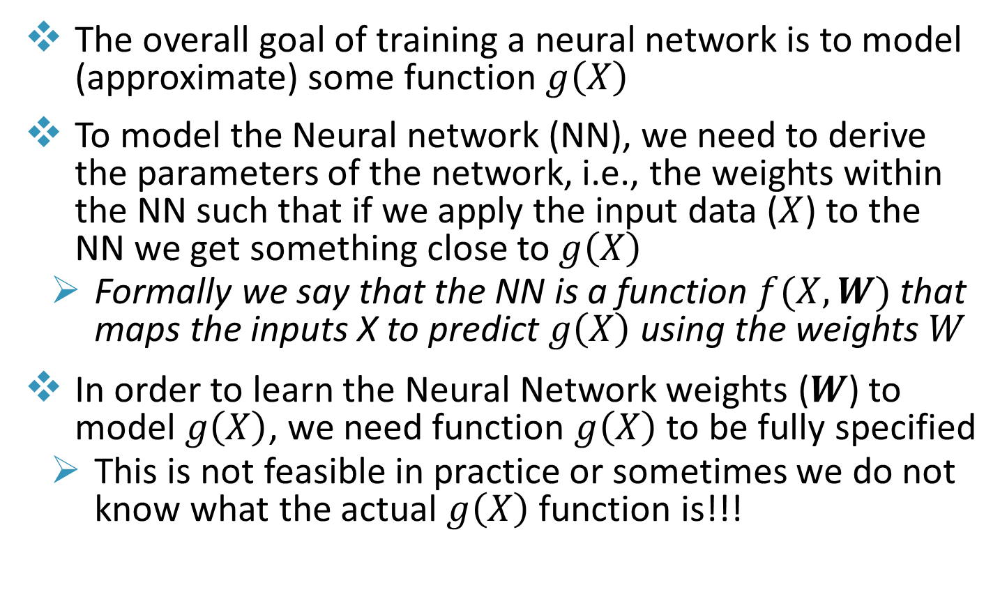 The overall goal of training a neural network is to model
(approximate) some function g(X)
To model the Neural network (NN), we need to derive
the parameters of the network, i.e., the weights within
the NN such that if we apply the input data (X) to the
NN we get something close to g(X)
Formally we say that the NN is a function f(X, W) that
maps the inputs X to predict g(X) using the weights W
In order to learn the Neural Network weights (W) to
model g(X), we need function g(X) to be fully specified
This is not feasible in practice or sometimes we do not
know what the actual g(X) function is!!!